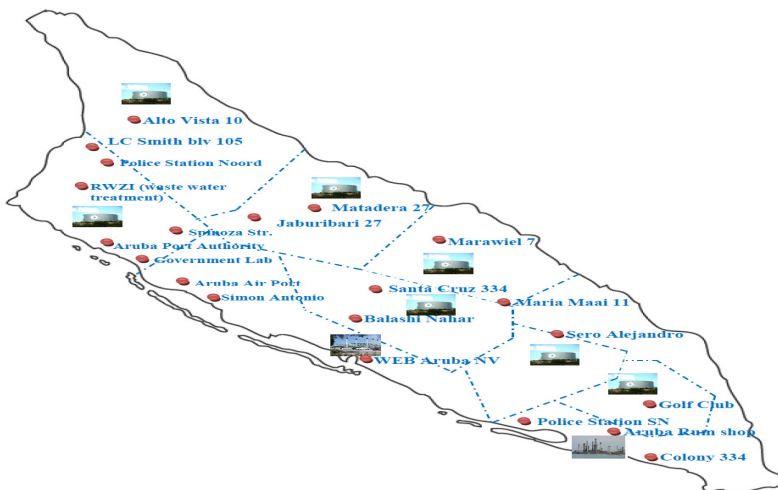 Alto Vista 10
LC Smith blv 105
Police Station Noord
RWZI (waste water
treatment)
Matadera 27
Jaburibari 27
Spinoza Str.
Marawiel 7
Aruba Port Authority
Government Lab
Aruba Air Port
Simon Antonio
Santa Cruz 334
Maria Maai 11
Balashi Nahar
Sero Alejandro
WEB Aruba NV
Golf Club
Police Station SN
Aruba Rum shop
Colony 334